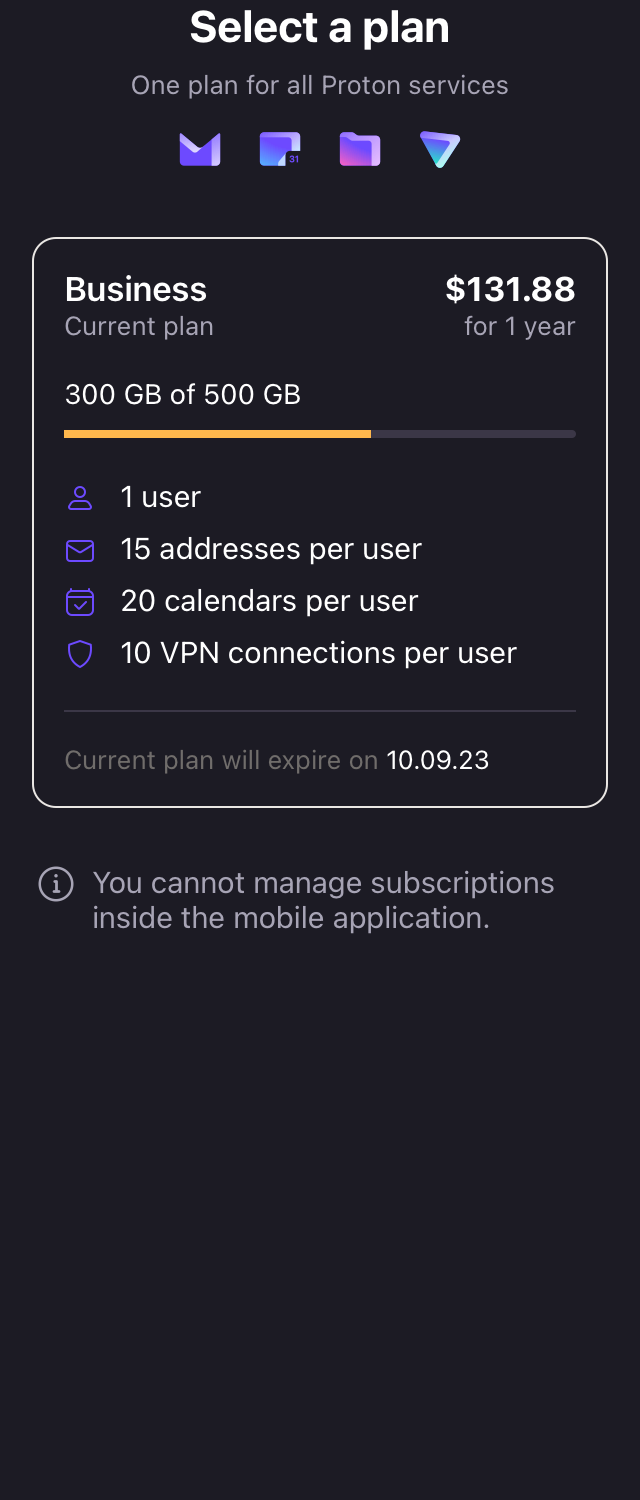 Select a plan
One plan for all Proton services
31
Business
$131.88
Current plan
for 1 year
300 GB of 500 GB
1 user
15 addresses per user
20 calendars per user
10 VPN connections per user
Current plan will expire on 10.09.23
You cannot manage subscriptions
inside the mobile application.